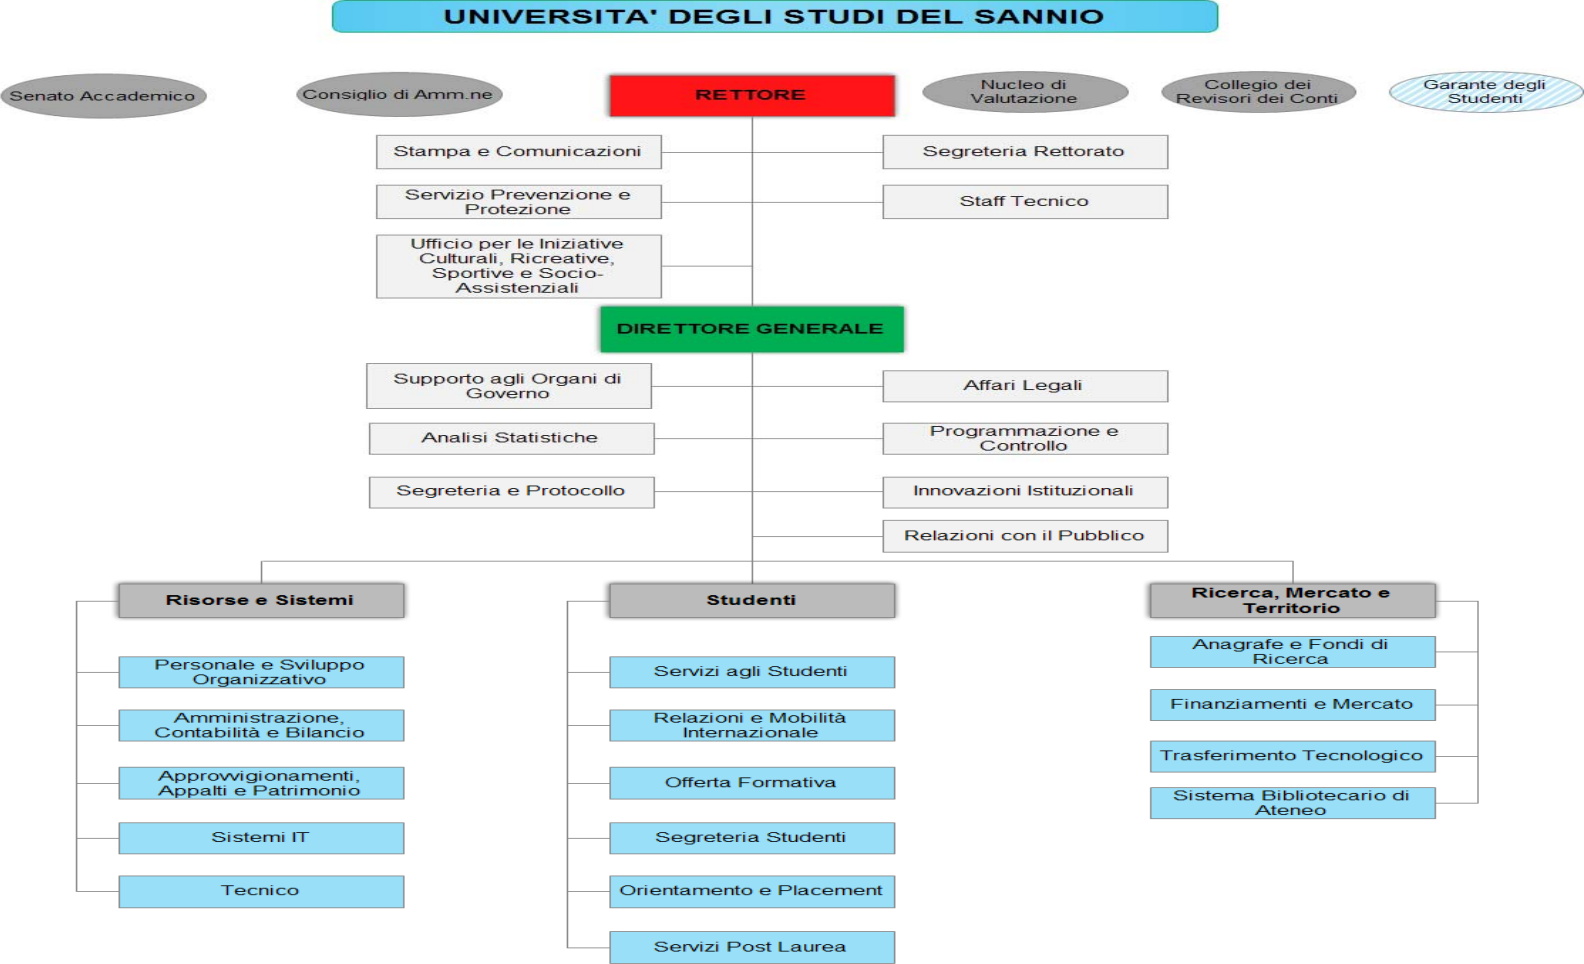 UNIVERSITA' DEGLI STUDI DEL SANNIO
Senato Accademico
Consiglio di Amm.ne
RETTORE
Nucleo di
Valutazione
Collegio dei
Revisori dei Conti
Garante degli
Studenti
Stampa e Comunicazioni
Segreteria Rettorato
Servizio Prevenzione e
Protezione
Staff Tecnico
Ufficio per le Iniziative
Culturali, Ricreative,
Sportive e Socio-
Assistenziali
DIRETTORE GENERALE
Supporto agli Organi di
Governo
Affari Legali
Analisi Statistiche
Programmazione e
Controllo
Segreteria e Protocollo
Innovazioni Istituzionali
Relazioni con il Pubblico
Risorse e Sistemi
Personale e Sviluppo
Organizzativo
Amministrazione,
Contabilità e Bilancio
Approvvigionamenti,
Appalti e Patrimonio
Sistemi IT
Tecnico
Studenti
Servizi agli Studenti
Relazioni e Mobilità
Internazionale
Offerta Formativa
Segreteria Studenti
Orientamento e Placement
Servizi Post Laurea
Ricerca, Mercato e
Territorio
Anagrafe e Fondi di
Ricerca
Finanziamenti e Mercato
Trasferimento Tecnologico
Sistema Bibliotecario di
Ateneo